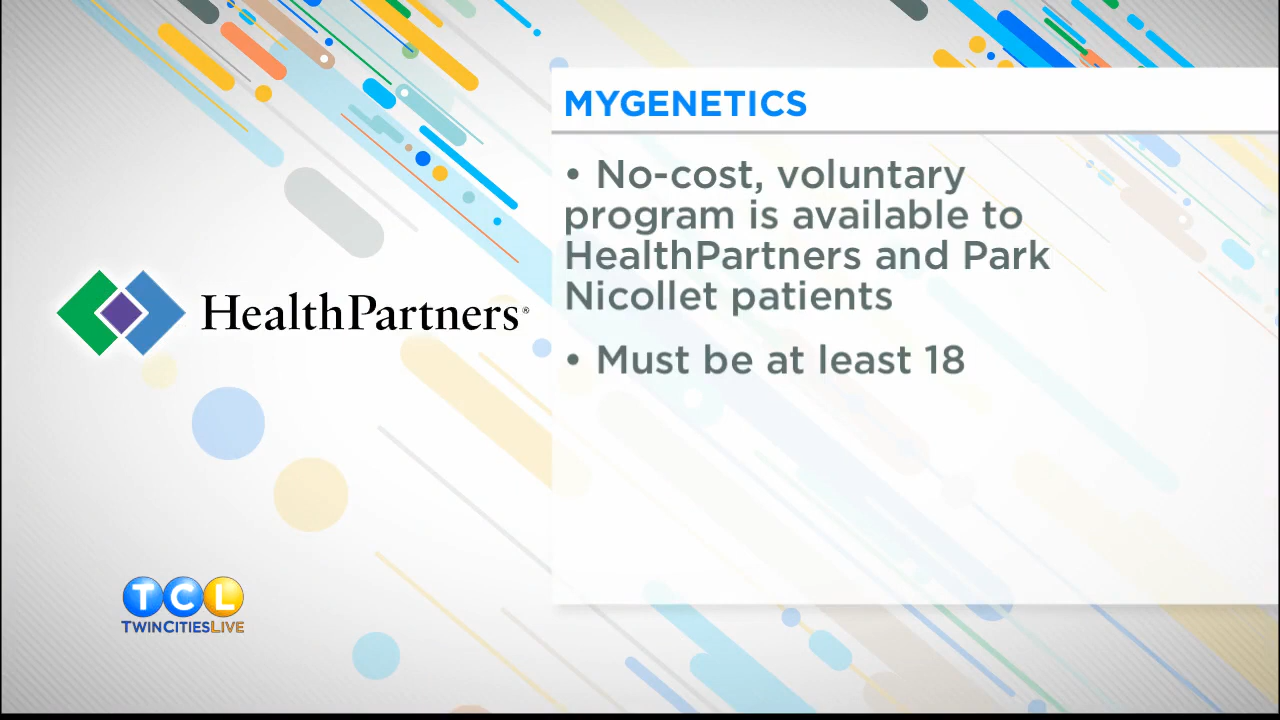 MYGENETICS
• No-cost, voluntary
program is available to
HealthPartners and Park
Nicollet patients
• Must be at least 18
HealthPartners®
TCL
TWINCITIESLIVE